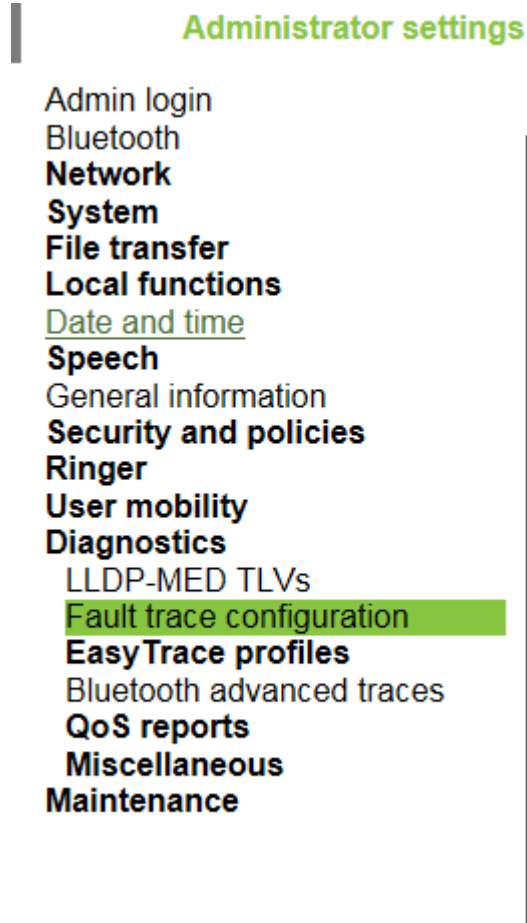 Administrator settings
Admin login
Bluetooth
Network
System
File transfer
Local functions
Date and time
Speech
General information
Security and policies
Ringer
User mobility
Diagnostics
LLDP-MED TLVs
Fault trace configuration
EasyTrace profiles
Bluetooth advanced traces
QoS reports
Miscellaneous
Maintenance